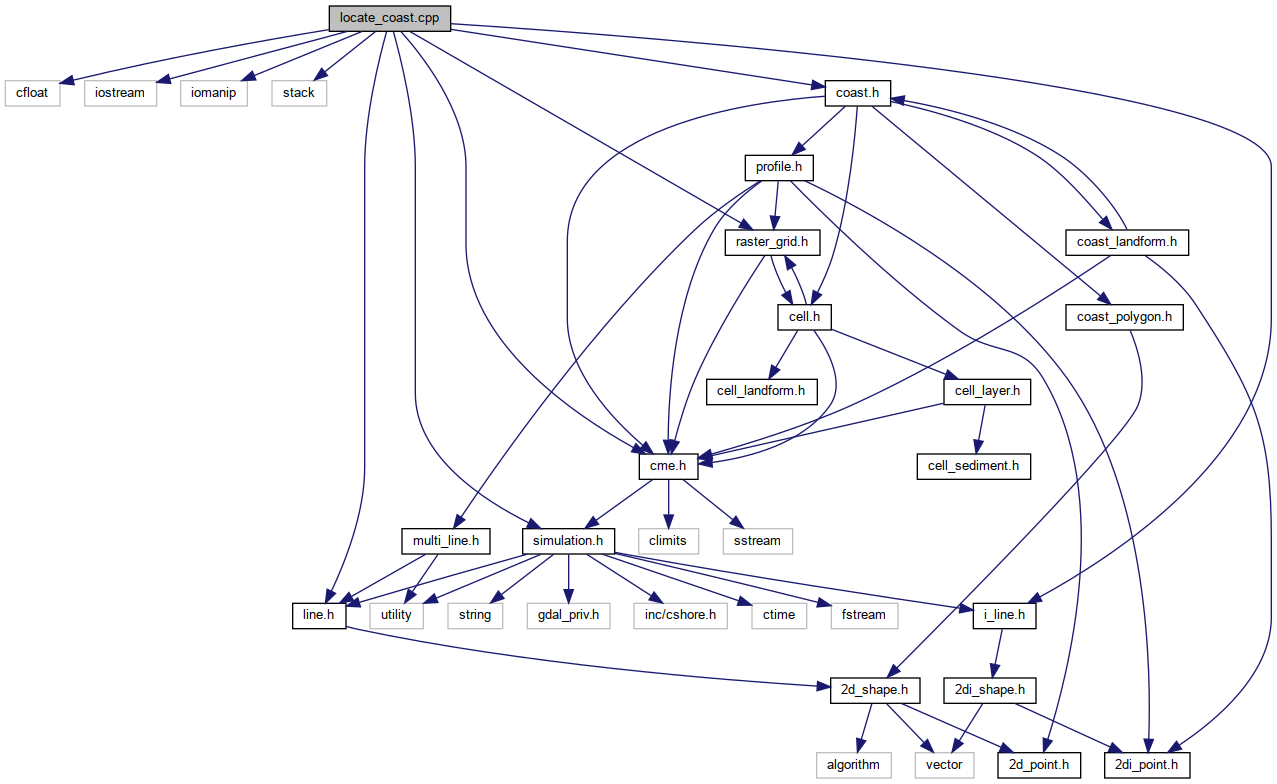 locate_coast.cpp
cfloat
iostream
iomanip
stack
coast.h
profile.h
raster_grid.h
coast_landform.h
cell.h
coast_polygon.h
cell_landform.h
cell_layer.h
cme.h
cell_sediment.h
multi_line.h
simulation.h
climits
sstream
line.h
utility
string
gdal_priv.h
inc/cshore.h
ctime
fstream
i_line.h
2d_shape.h
2di_shape.h
algorithm
vector
2d_point.h
2di_point.h